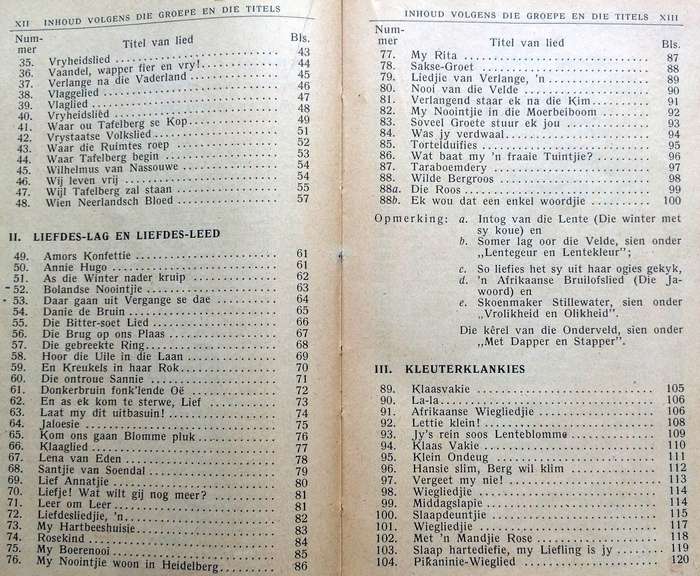 XII INHOUD VOLGENS DIE GROEPE EN DIE TITELS
Num-
mer Titel van lied Bls.
35. Vryheidslied 43
36. Vaandel, wapper fier en vry! 44
37. Verlange na die Vaderland 45
38. Vlaggelied 46
39. Vlaglied 47
40. Vryheidslied 48
41. Waar ou Tafelberg se Kop 49
42. Vrystaatse Volkslied 51
43. Waar die Ruimtes roep 52
44. Waar Tafelberg begin 53
45. Wilhelmus van Nassouwe 54
46. Wij leven vrij 54
47. Wijl Tafelberg zal staan 55
48. Wien Neerlandsch Bloed 57
II. LIEFDES-LAG EN LIEFDES-LEED
49. Amors Konfettie 61
50. Annie Hugo 61
51. As die Winter nader kruip 62
52. Bolandse Noointjie 63
53. Daar gaan uit Vergange se dae 64
54. Danie de Bruin 65
55. Die Bitter-soet Lied 66
56. Die Brug op ons Plaas 67
57. Die gebreekte Ring 68
58. Hoor die Uile in die Laan 69
59. En Kreukels in haar Rok 70
60. Die ontroue Sannie 71
61. Donkerbruin fonk'lende Oë 72
62. En as ek kom te sterwe, Lief 73
63. Laat my dit uitbasuin! 74
64. Jaloesie 75
65. Kom ons gaan Blomme pluk 76
66. Klaaglied 77
67. Lena van Eden 78
68. Santjie van Soendal 79
69. Lief Annatjie 80
70. Liefje! Wat wilt gij nog meer? 81
71. Leer om Leer 81
72. Liefdesliedjie, 'n 82
73. My Hartbeeshuisie 83
74. Rosekind 84
75. My Boerenooi 85
76. My Noointjie woon in Heidelberg 86
INHOUD VOLGENS DIE GROEPE EN DIE TITELS XIII
Num-
mer Titel van lied Bls.
77. My Rita 87
78. Sakse-Groet 88
79. Liedjie van Verlange, 'n 89
80. Nooi van die Velde 90
81. Verlangend staar ek na die Kim 91
82. My Noointjie in die Moerbeiboom 92
83. Soveel Groete stuur ek jou 93
84. Was jy verdwaal 94
85. Tortelduifies 95
86. Wat baat my 'n fraaie Tuintjie? 96
87. Taraboemdery 97
88. Wilde Bergroos 98
88a. Die Roos 99
88b. Ek wou dat een enkel woordjie 100
Opmerking: a. Intog van die Lente (Die winter met
sy koue) en
b. Somer lag oor die Velde, sien onder
„Lentegeur en Lentekleur";
c. So liefies het sy uit haar ogies gekyk,
d. 'n Afrikaanse Bruilofslied (Die Ja-
woord) en
e. Skoenmaker Stillewater, sien onder
„Vrolikheid en Olikheid".
Die kêrel van die Onderveld, sien onder
„Met Dapper en Stapper".
III. KLEUTERKLANKIES
89. Klaasvakie 105
90. La-la 106
91. Afrikaanse Wiegliedjie 106
92. Lettie klein! 108
93. Jy's rein soos Lenteblomme 109
94. Klaas Vakie 110
95. Klein Ondeug 111
96. Hansie slim, Berg wil klim 112
97. Vergeet my nie! 113
98. Wiegliedjie 114
99. Middagslapie 114
100. Slaapdeuntjie 115
101. Wiegliedjie 117
102. Met 'n Mandjie Rose 118
103. Slaap hartediefie, my Liefling is jy 119
104. Pikaninie-Wieglied 120